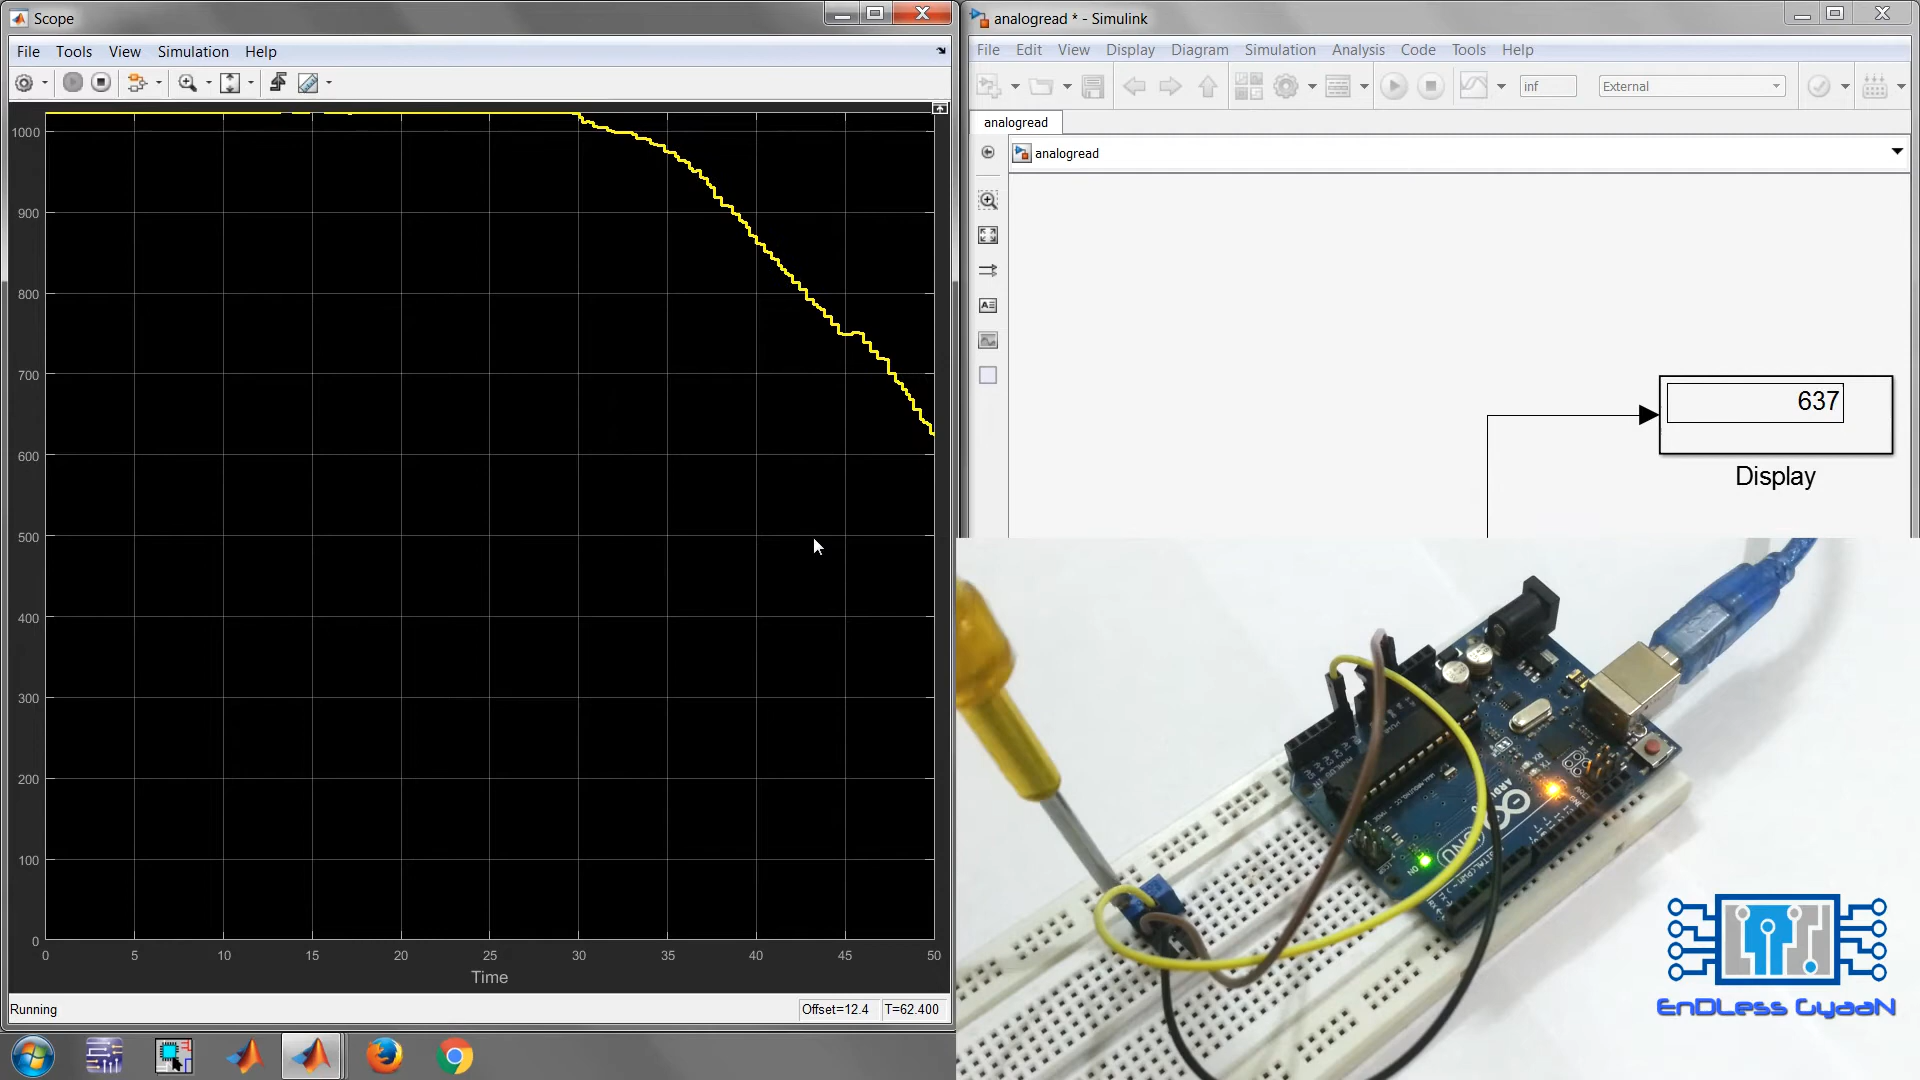 Scope
File Tools View Simulation Help
1000
900
800
700
600
500
400
300
200
100
0
0 5 10 15 20 25 30 35 40 45 50
Time
Running Offset=12.4 T=62.400
analogread * - Simulink
File Edit View Display Diagram Simulation Analysis Code Tools Help
inf External
analogread
analogread
637
Display
UNO
ON
EnDLess GyaaN